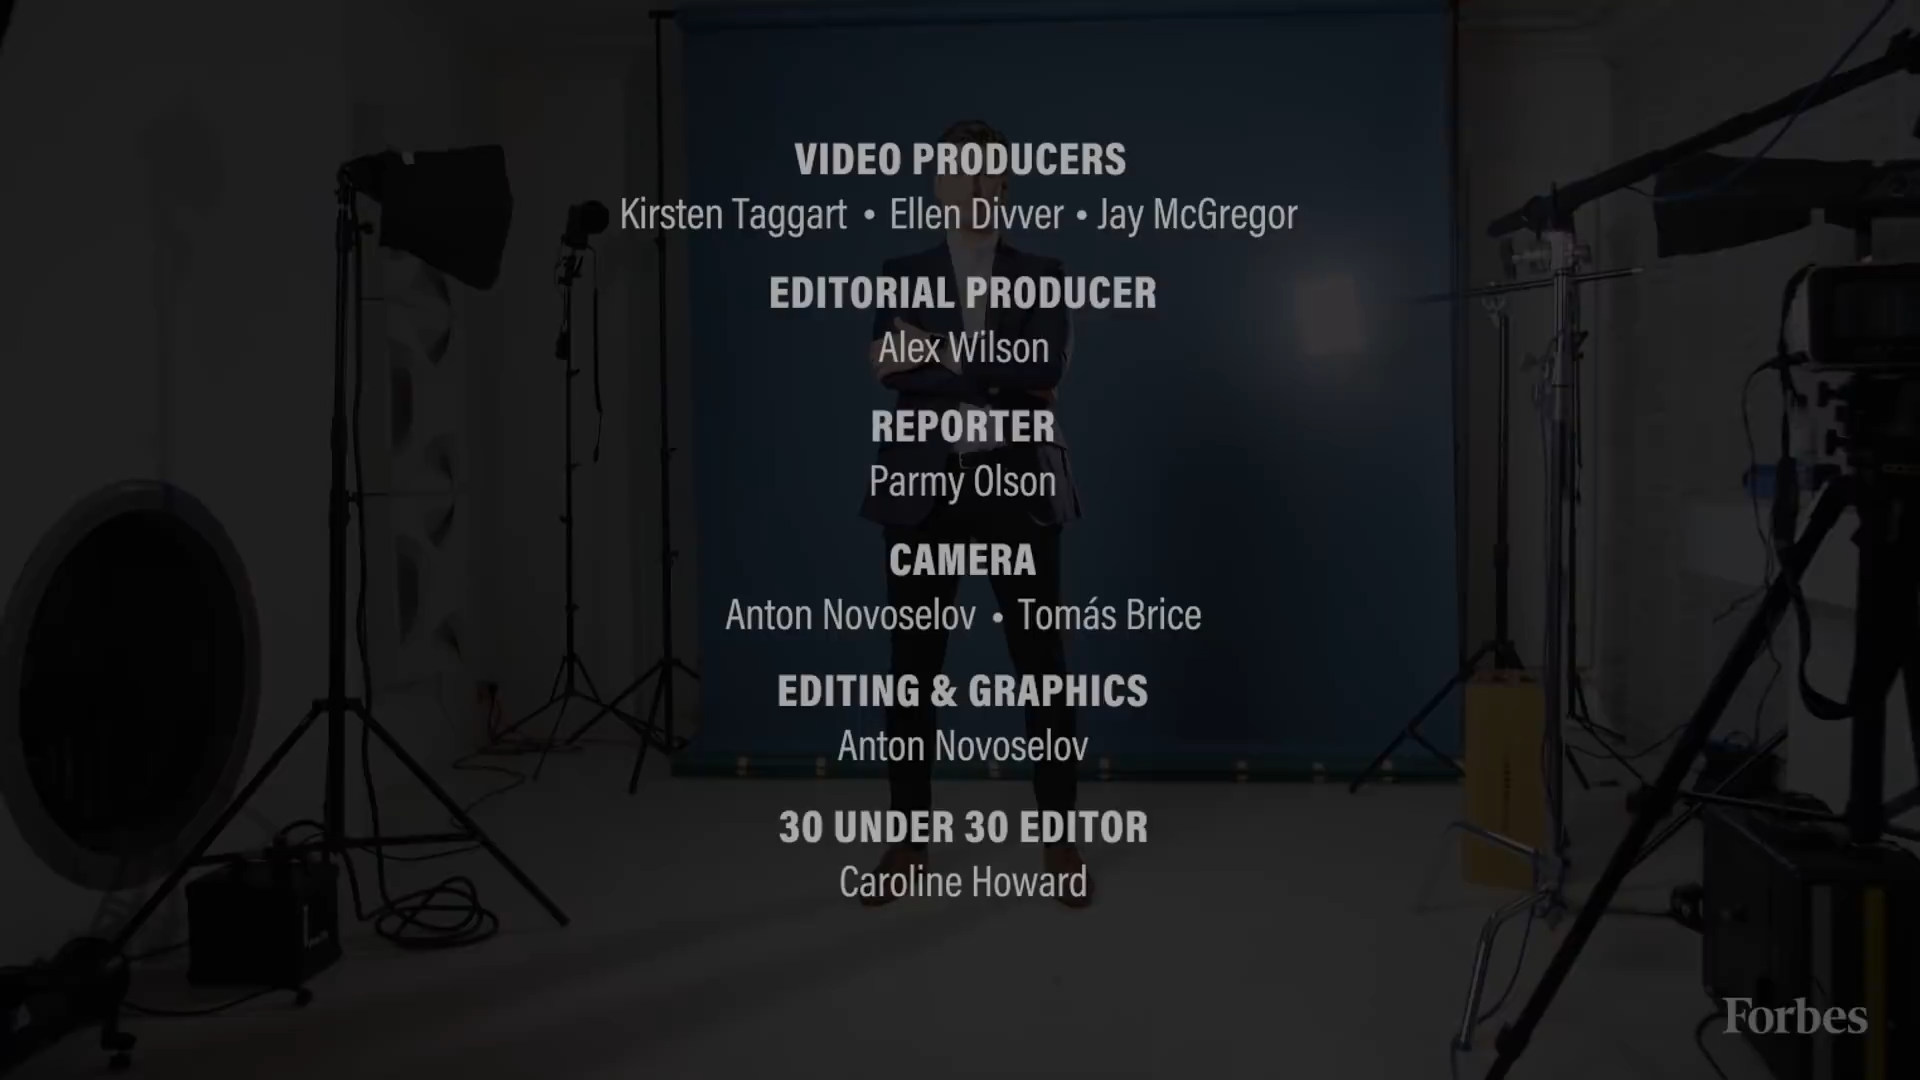 VIDEO PRODUCERS
Kirsten Taggart • Ellen Divver • Jay McGregor
EDITORIAL PRODUCER
Alex Wilson
REPORTER
Parmy Olson
CAMERA
Anton Novoselov • Tomás Brice
EDITING & GRAPHICS
Anton Novoselov
30 UNDER 30 EDITOR
Caroline Howard
Forbes